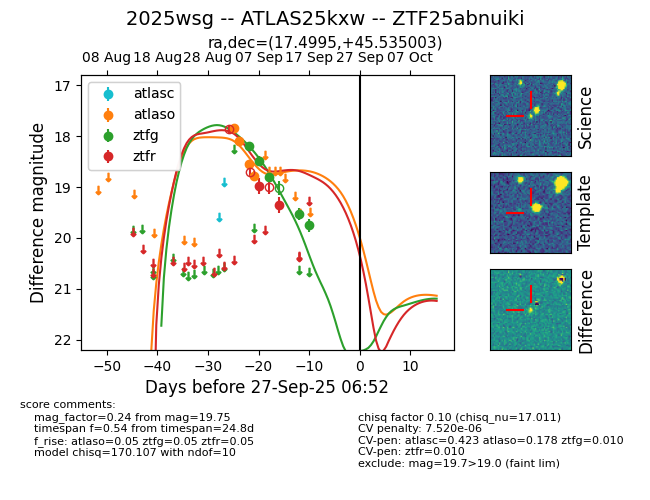 2025wsg -- ATLAS25kxw -- ZTF25abnuiki
ra,dec=(17.4995,+45.535003)
08 Aug 18 Aug 28 Aug 07 Sep 17 Sep 27 Sep 07 Oct
atlasc
atlaso
ztfg
ztfr
17
18
19
20
21
22
Difference magnitude
−50 −40 −30 −20 −10 0 10
Days before 27-Sep-25 06:52
Science
Template
Difference
score comments:
mag_factor=0.24 from mag=19.75
timespan f=0.54 from timespan=24.8d
f_rise: atlaso=0.05 ztfg=0.05 ztfr=0.05
model chisq=170.107 with ndof=10
chisq factor 0.10 (chisq_nu=17.011)
CV penalty: 7.520e-06
CV-pen: atlasc=0.423 atlaso=0.178 ztfg=0.010
CV-pen: ztfr=0.010
exclude: mag=19.7>19.0 (faint lim)